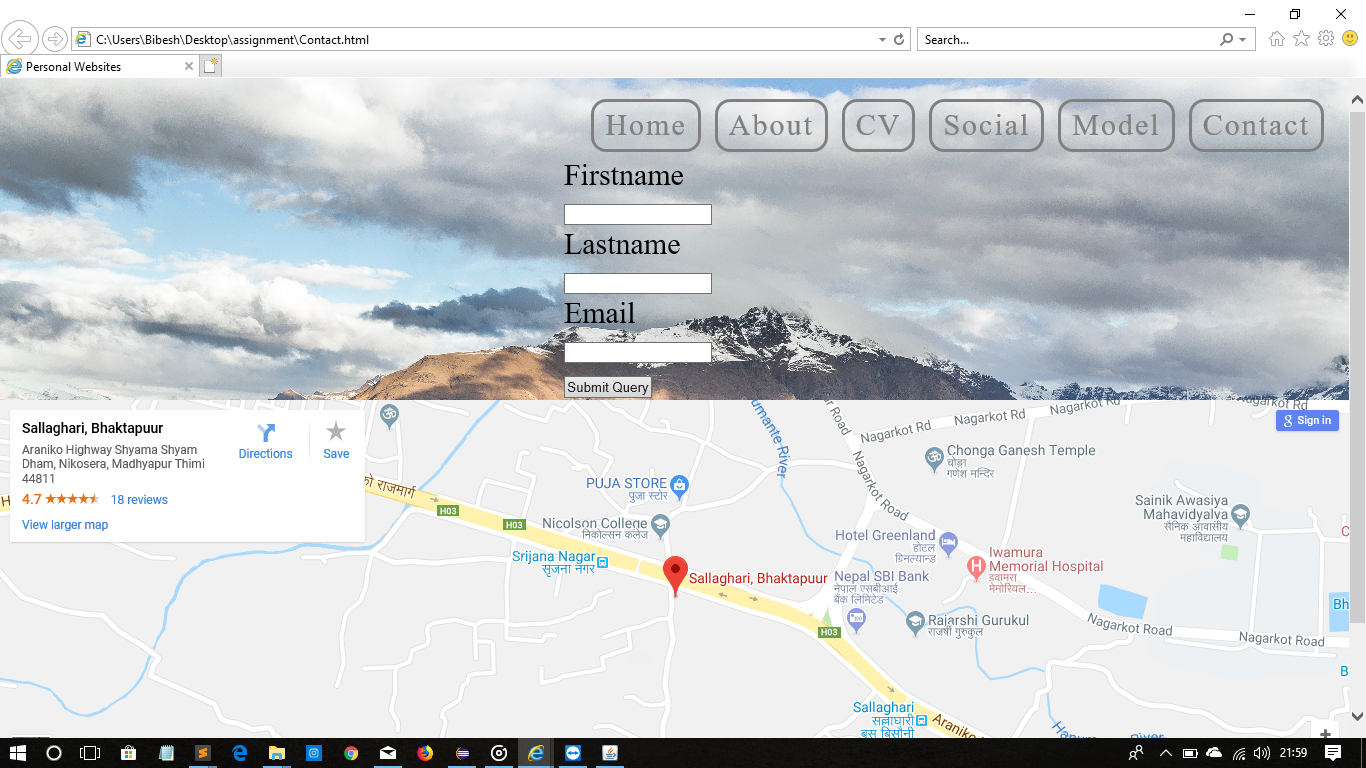 C:\Users\Bibesh\Desktop\assignment\Contact.html
Search...
Personal Websites
Home
About
CV
Social
Model
Contact
Firstname
Lastname
Email
Submit Query
Sallaghari, Bhaktapuur
Araniko Highway Shyama Shyam
Dham, Nikosera, Madhyapur Thimi
44811
4.7
18 reviews
View larger map
Directions
Save
Sign in
Nagarkot Rd
Nagarkot Rd
Nagarkot Rd
Road
Nagarkot Road
Chonga Ganesh Temple
चोङा
गणेश मन्दिर
PUJA STORE
पुजा स्टोर
को राजमार्ग
H03
H03
Nicolson College
निकोल्सन कलेज
Srijana Nagar
सृजना नगर
Sallaghari, Bhaktapuur
Hotel Greenland
होटल
ग्रिनल्यान्ड
Iwamura
Memorial Hospital
इवामरा
मेमोरियल...
Sainik Awasiya
Mahavidyalva
सैनिक आवासीय
महाविद्यालय
Nepal SBI Bank
नेपाल एसबीआई
बैंक लिमिटेड
H03
Rajarshi Gurukul
राजर्षी गुरुकुल
Nagarkot Road
Nagarkot Road
Bh
B
Sallaghari
सल्लाघारी
बस बिसौनी
River
21:59